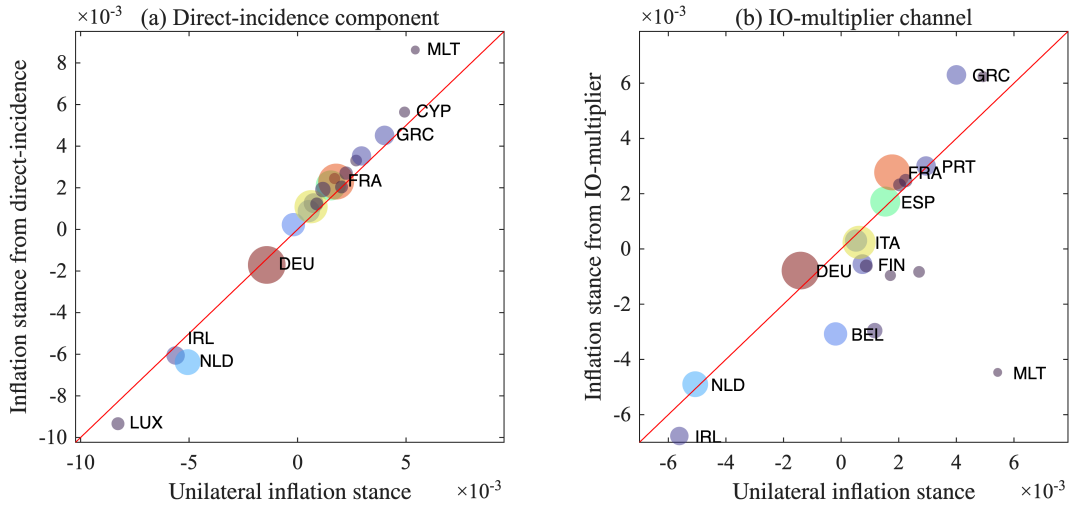 (a) Direct-incidence component
×10⁻³
8
6
4
2
0
-2
-4
-6
-8
-10
Inflation stance from direct-incidence
MLT
CYP
GRC
FRA
DEU
IRL
NLD
LUX
-10
-5
0
5
Unilateral inflation stance
×10⁻³
(b) IO-multiplier channel
×10⁻³
6
4
2
0
-2
-4
-6
Inflation stance from IO-multiplier
GRC
PRT
FRA
ESP
ITA
FIN
DEU
BEL
MLT
NLD
IRL
-6
-4
-2
0
2
4
6
Unilateral inflation stance
×10⁻³